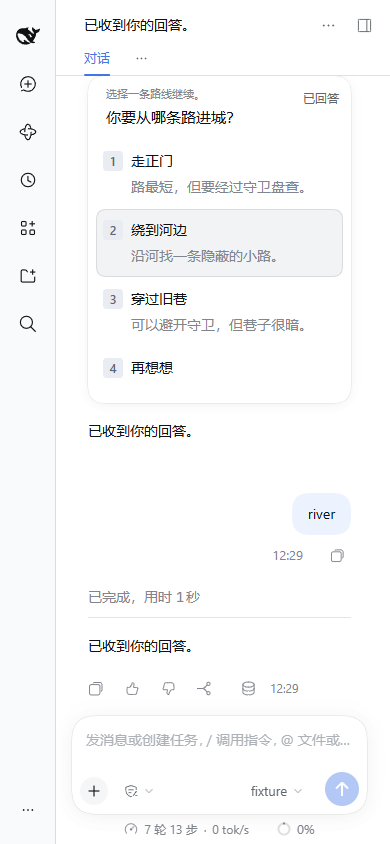 已收到你的回答。
对话
选择一条路线继续。
已回答
你要从哪条路进城？
1 走正门
路最短，但要经过守卫盘查。
2 绕到河边
沿河找一条隐蔽的小路。
3 穿过旧巷
可以避开守卫，但巷子很暗。
4 再想想
已收到你的回答。
river
12:29
已完成，用时 1 秒
已收到你的回答。
12:29
发消息或创建任务, / 调用指令, @ 文件或...
fixture
7 轮 13 步 · 0 tok/s
0%